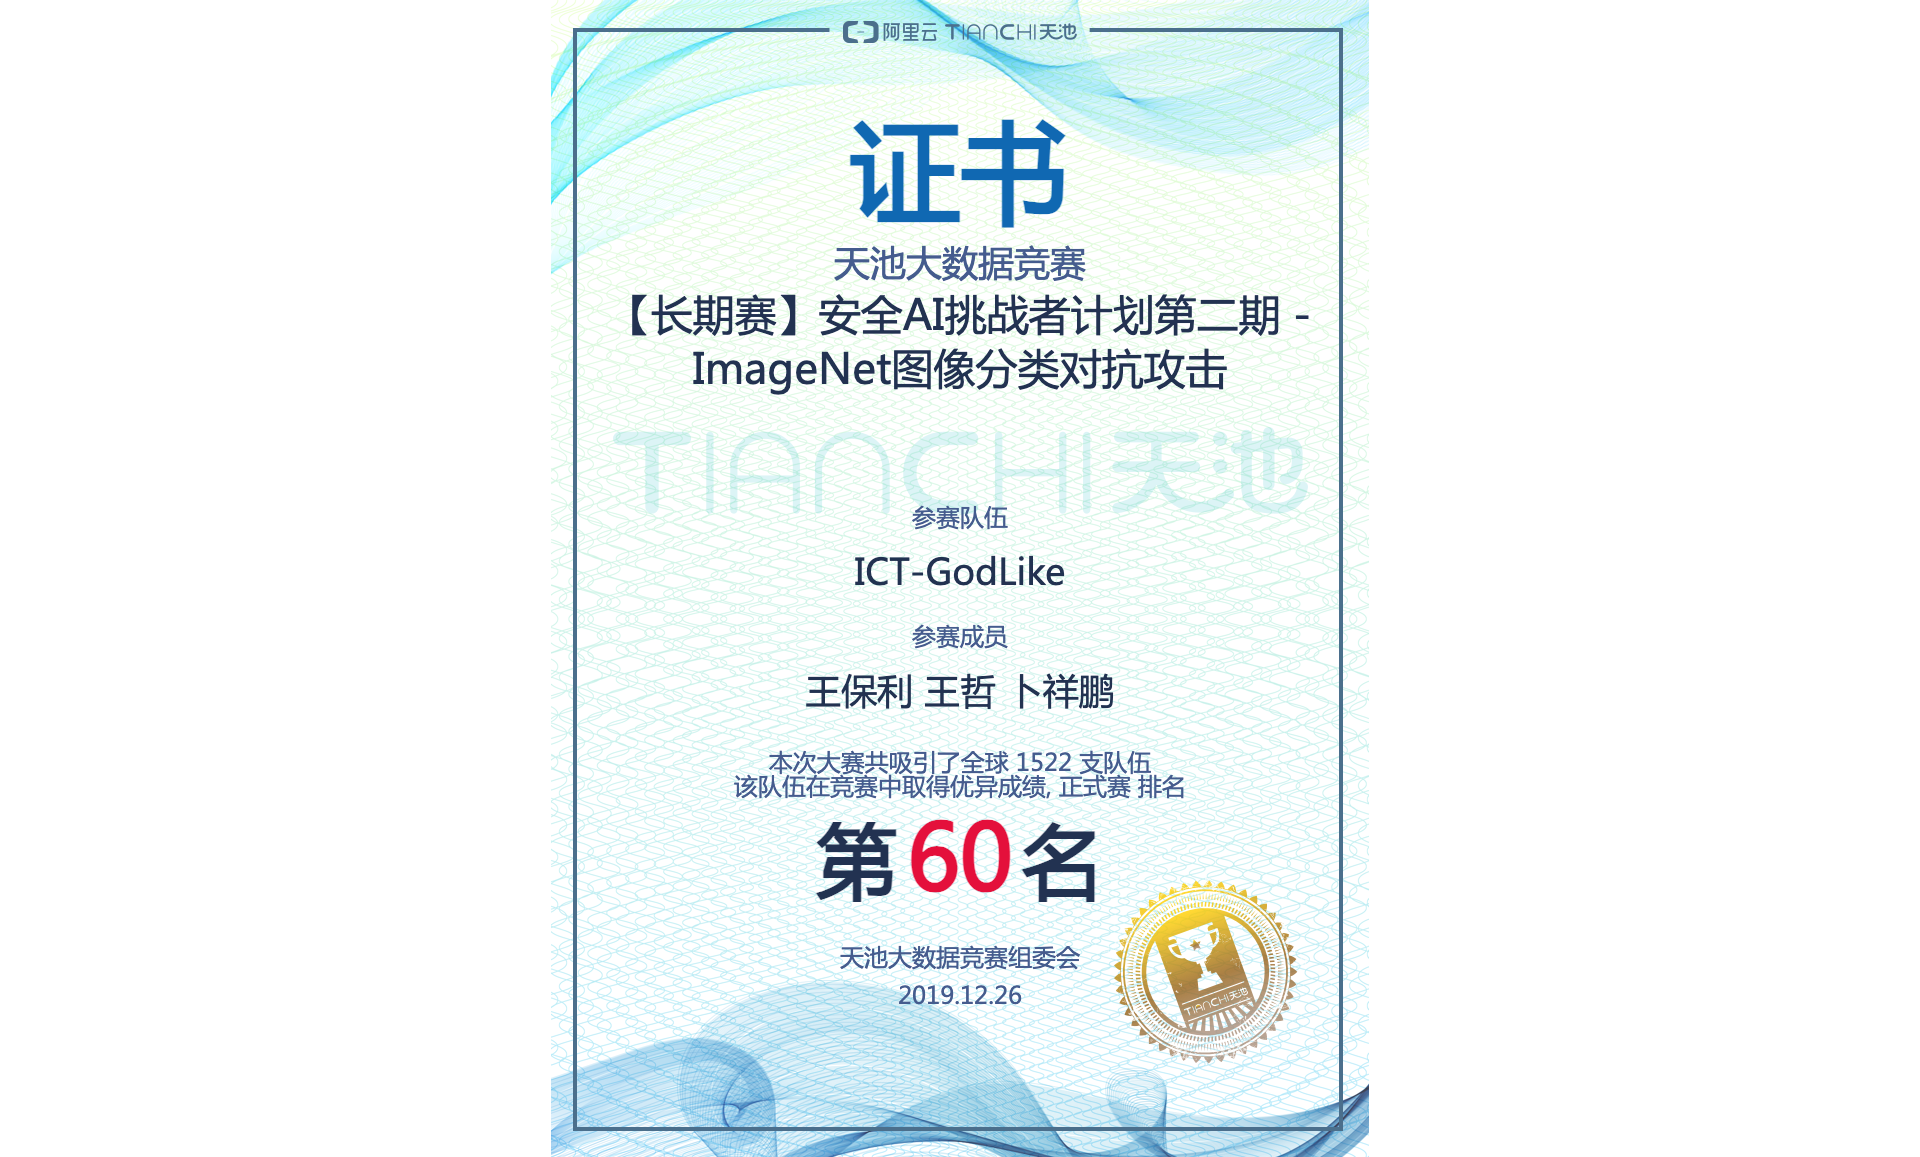 阿里云 TIANCHI天池
证书
天池大数据竞赛
【长期赛】安全AI挑战者计划第二期 -
ImageNet图像分类对抗攻击
TIANCHI天池
参赛队伍
ICT-GodLike
参赛成员
王保利 王哲 卜祥鹏
本次大赛共吸引了全球 1522 支队伍
该队伍在竞赛中取得优异成绩, 正式赛 排名
第60名
天池大数据竞赛组委会
2019.12.26
TIANCHI天池